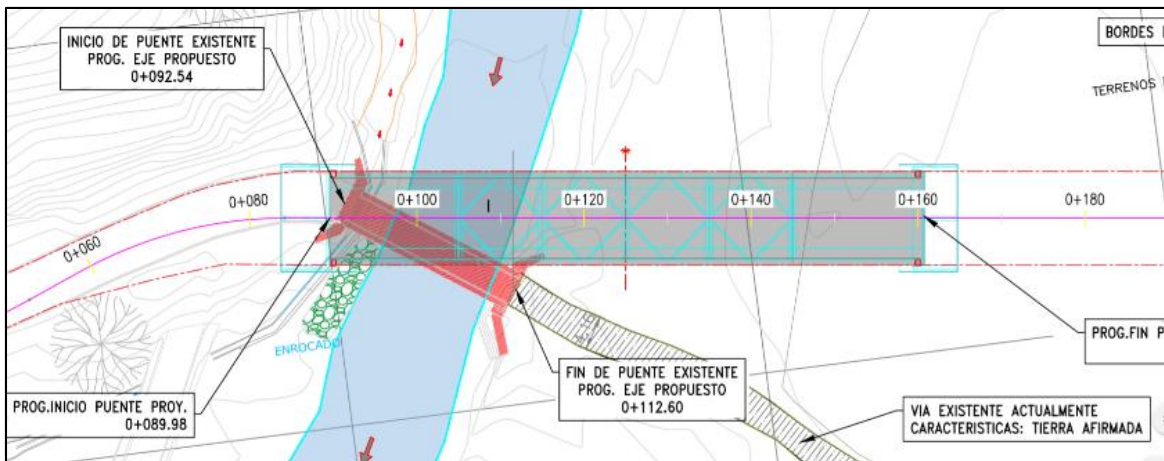 INICIO DE PUENTE EXISTENTE
PROG. EJE PROPUESTO
0+092.54
BORDES
TERRENOS
0+060
0+080
0+100
0+120
0+140
0+160
0+180
I
ENROCADO
PROG.INICIO PUENTE PROY.
0+089.98
FIN DE PUENTE EXISTENTE
PROG. EJE PROPUESTO
0+112.60
PROG.FIN P
VIA EXISTENTE ACTUALMENTE
CARACTERISTICAS: TIERRA AFIRMADA